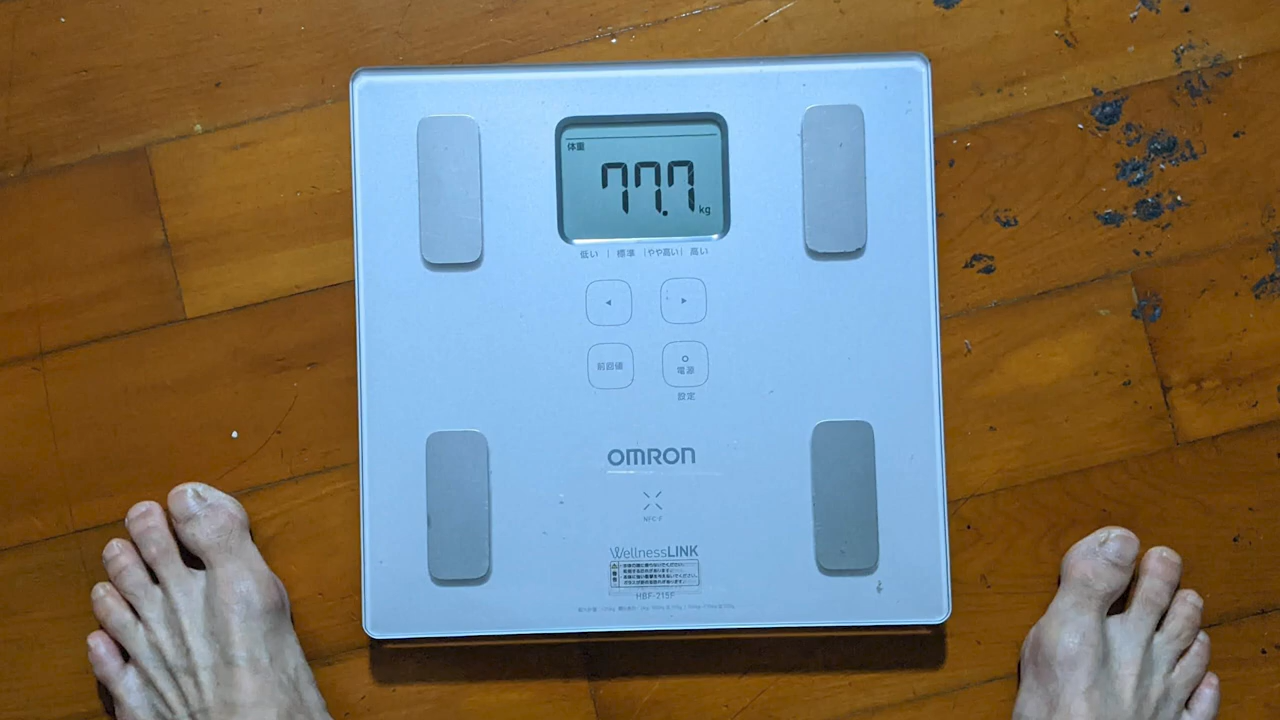 体重
77.7 kg
低い | 標準 | やや高い | 高い
◀ ▶
前回値
電源
設定
OMRON
NFC-F
WellnessLINK
HBF-215F